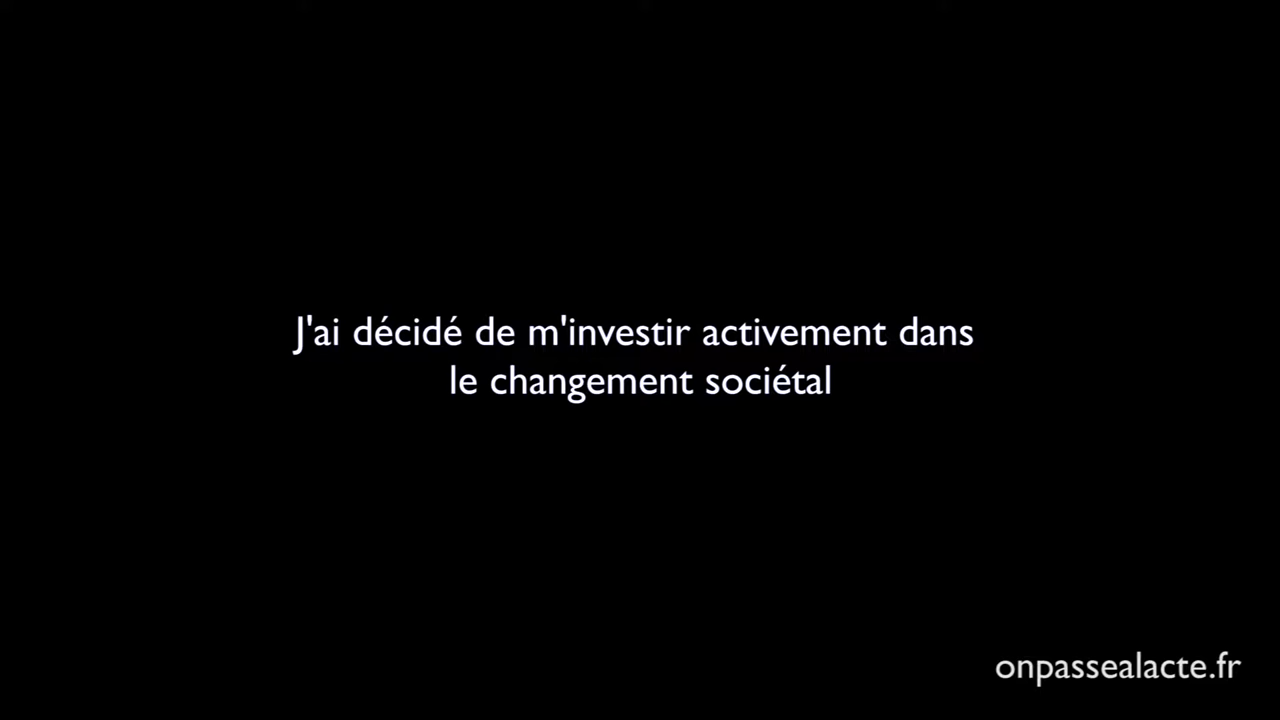 J'ai décidé de m'investir activement dans
le changement sociétal
onpassealacte.fr